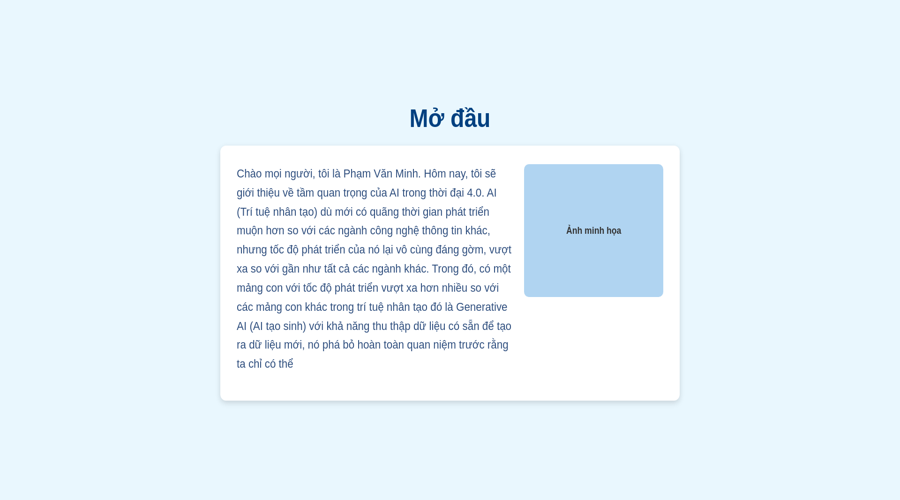 Mở đầu
Chào mọi người, tôi là Phạm Văn Minh. Hôm nay, tôi sẽ
giới thiệu về tầm quan trọng của AI trong thời đại 4.0. AI
(Trí tuệ nhân tạo) dù mới có quãng thời gian phát triển
muộn hơn so với các ngành công nghệ thông tin khác,
nhưng tốc độ phát triển của nó lại vô cùng đáng gờm, vượt
xa so với gần như tất cả các ngành khác. Trong đó, có một
mảng con với tốc độ phát triển vượt xa hơn nhiều so với
các mảng con khác trong trí tuệ nhân tạo đó là Generative
AI (AI tạo sinh) với khả năng thu thập dữ liệu có sẵn để tạo
ra dữ liệu mới, nó phá bỏ hoàn toàn quan niệm trước rằng
ta chỉ có thể
Ảnh minh họa